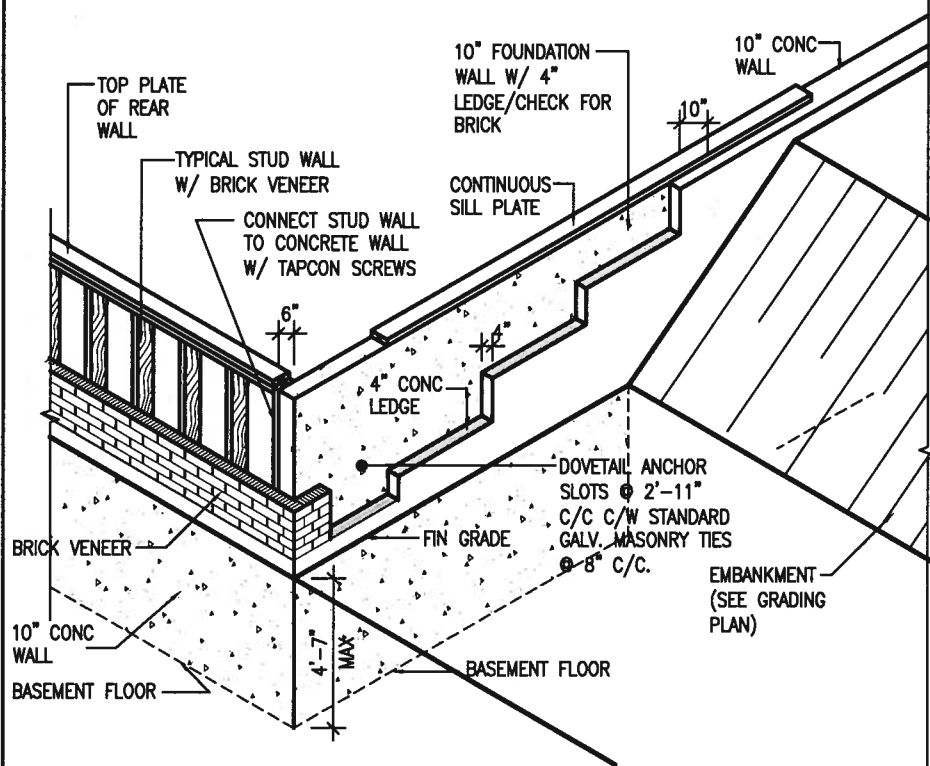 TOP PLATE
OF REAR
WALL
10" FOUNDATION
WALL W/ 4"
LEDGE/CHECK FOR
BRICK
10" CONC
WALL
10"
TYPICAL STUD WALL
W/ BRICK VENEER
CONTINUOUS
SILL PLATE
CONNECT STUD WALL
TO CONCRETE WALL
W/ TAPCON SCREWS
6"
4"
4" CONC
LEDGE
DOVETAIL ANCHOR
SLOTS @ 2'-11"
C/C C/W STANDARD
GALV. MASONRY TIES
@ 8" C/C.
FIN GRADE
BRICK VENEER
EMBANKMENT
(SEE GRADING
PLAN)
10" CONC
WALL
4'-7"
MAX
BASEMENT FLOOR
BASEMENT FLOOR